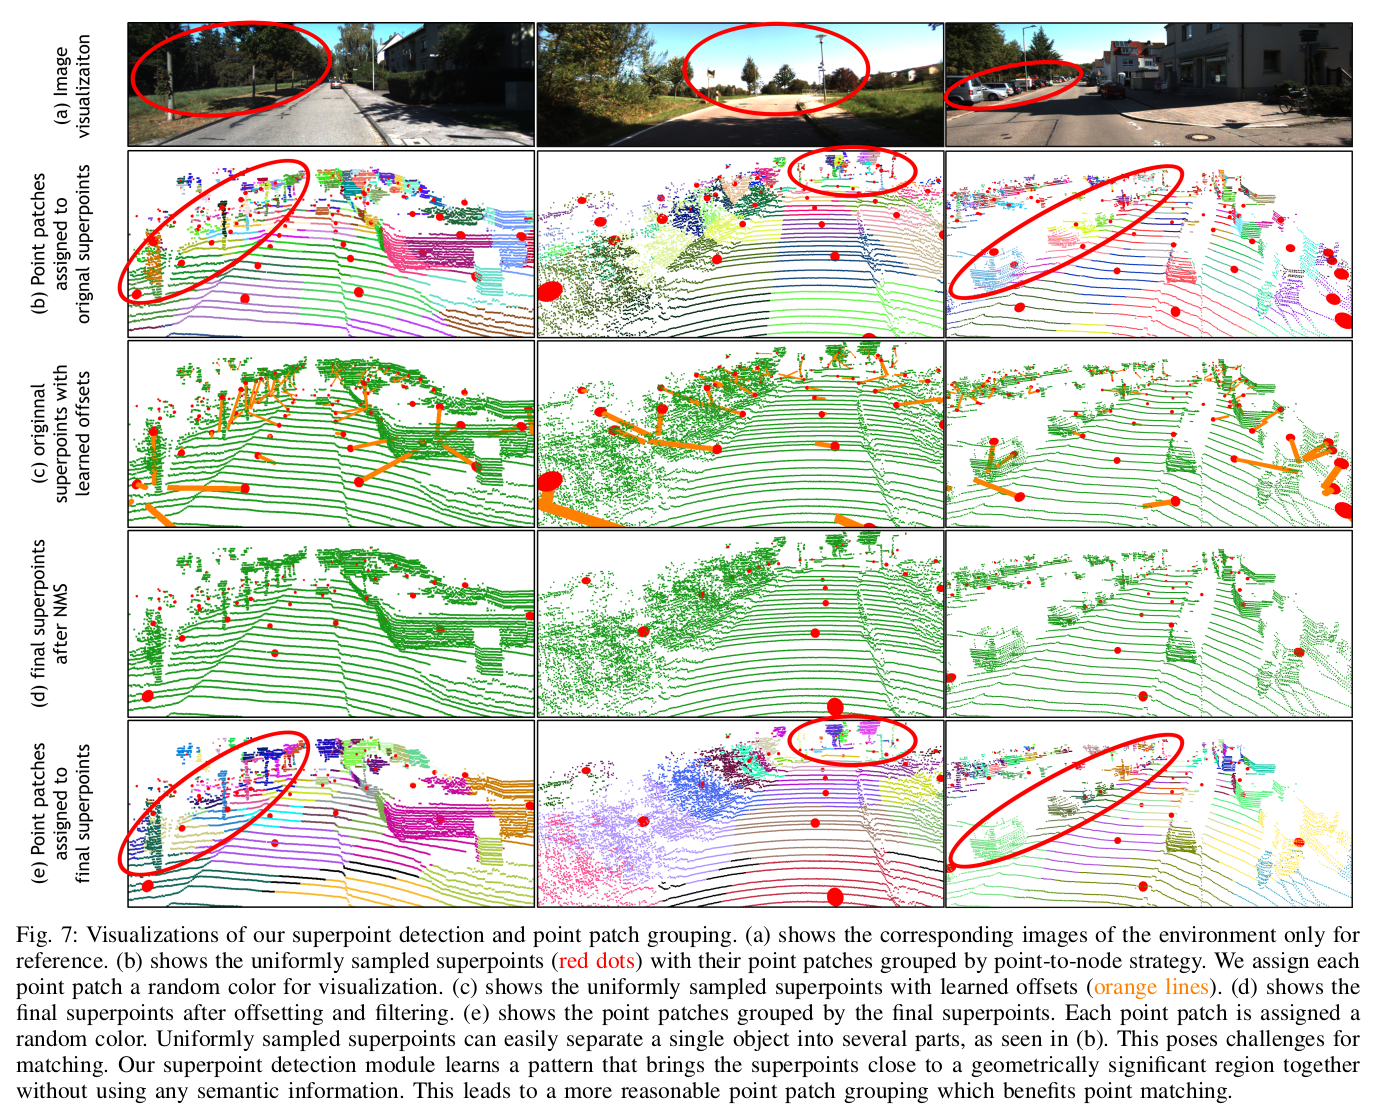 (a) Image
visualizaiton
(b) Point patches
assigned to
orignal superpoints
(c) originnal
superpoints with
learned offsets
(d) final superpoints
after NMS
(e) Point patches
assigned to
final superpoints
Fig. 7: Visualizations of our superpoint detection and point patch grouping. (a) shows the corresponding images of the environment only for
reference. (b) shows the uniformly sampled superpoints (red dots) with their point patches grouped by point-to-node strategy. We assign each
point patch a random color for visualization. (c) shows the uniformly sampled superpoints with learned offsets (orange lines). (d) shows the
final superpoints after offsetting and filtering. (e) shows the point patches grouped by the final superpoints. Each point patch is assigned a
random color. Uniformly sampled superpoints can easily separate a single object into several parts, as seen in (b). This poses challenges for
matching. Our superpoint detection module learns a pattern that brings the superpoints close to a geometrically significant region together
without using any semantic information. This leads to a more reasonable point patch grouping which benefits point matching.